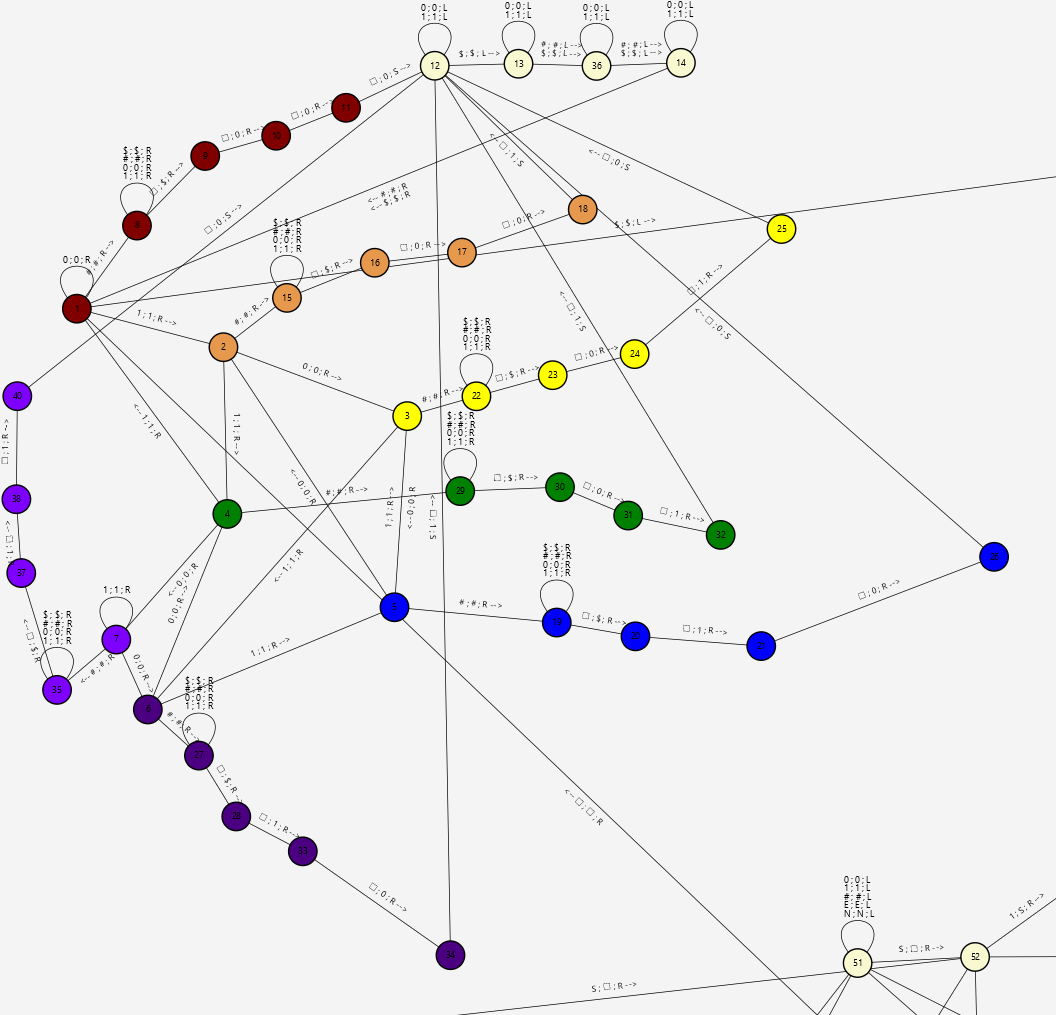 0;0;L
1;1;L
0;0;L
1;1;L
0;0;L
1;1;L
0;0;L
1;1;L
12
$;$;L-->
13
#;#;L-->
$;$;L-->
36
#;#;L-->
$;$;L-->
14
□;0;S-->
11
□;0;R-->
10
□;0;R-->
9
$;$;R
#;#;R
0;0;R
1;1;R
□;$;R-->
8
#;#;R-->
0;0;R
1
<--□;1;S
<--□;0;S
<--#;#;R
<--$;$;R
□;0;S-->
$;$;R
#;#;R
0;0;R
1;1;R
18
□;0;R-->
17
□;0;R-->
16
□;$;R-->
15
#;#;R-->
$;$;L-->
25
□;1;R-->
1;1;R-->
2
0;0;R-->
<--□;1;S
<--□;0;S
$;$;R
#;#;R
0;0;R
1;1;R
24
□;0;R-->
23
□;$;R-->
22
#;#;R-->
3
40
□;1;R-->
<--1;1;R
1;1;R-->
<--0;0;R
$;$;R
#;#;R
0;0;R
1;1;R
29
#;#;R-->
4
□;$;R-->
30
□;0;R-->
31
□;1;R-->
32
1;1;R-->
<--0;0;R
<--□;1;S
38
<--□;1;R
37
<--□;$;R
<--1;1;R
<--0;0;R
0;0;R-->
$;$;R
#;#;R
0;0;R
1;1;R
□;0;R-->
5
#;#;R-->
19
□;$;R-->
20
□;1;R-->
1;1;R
7
$;$;R
#;#;R
0;0;R
1;1;R
35
<--#;#;R
0;0;R-->
1;1;R-->
6
#;#;R-->
$;$;R
#;#;R
0;0;R
1;1;R
27
□;$;R-->
28
□;1;R-->
33
□;0;R-->
34
<--□;□;R
0;0;L
1;1;L
#;#;L
E;E;L
N;N;L
51
S;□;R-->
52
1;S;R-->
S;□;R-->